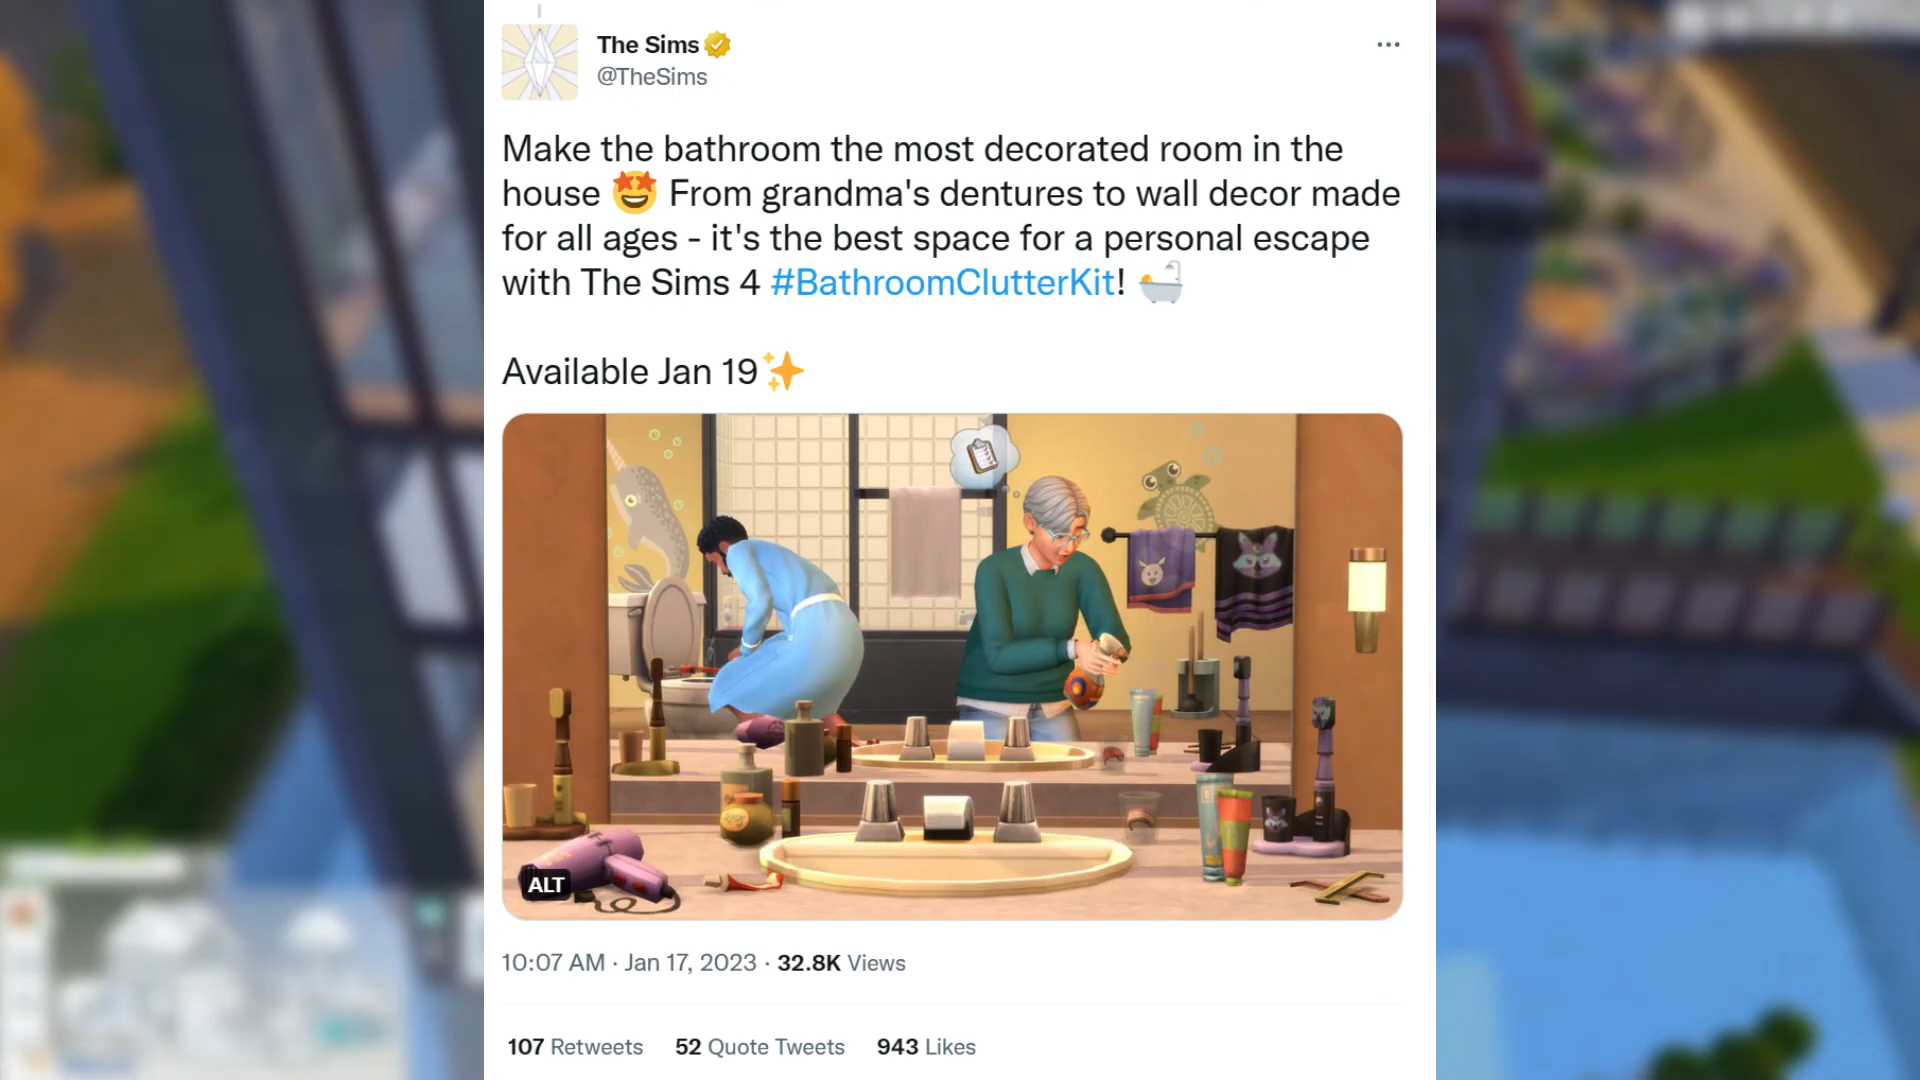 The Sims
@TheSims
Make the bathroom the most decorated room in the
house 🤩 From grandma's dentures to wall decor made
for all ages - it's the best space for a personal escape
with The Sims 4 #BathroomClutterKit! 🛁
Available Jan 19✨
ALT
10:07 AM · Jan 17, 2023 · 32.8K Views
107 Retweets 52 Quote Tweets 943 Likes